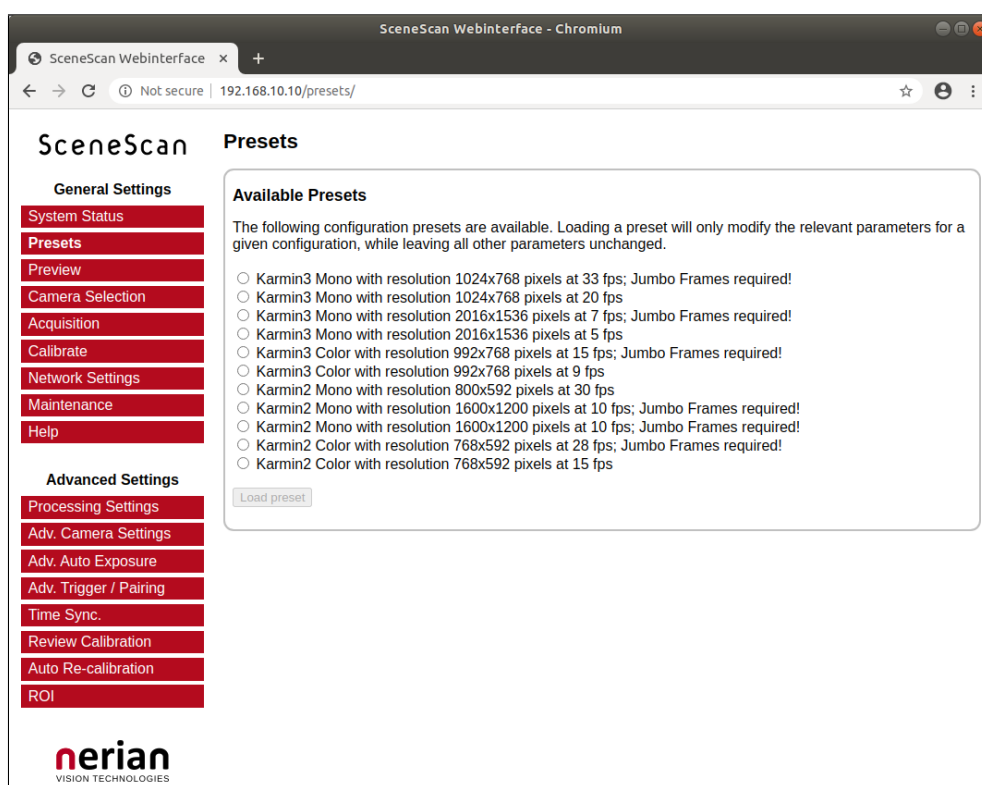 SceneScan Webinterface - Chromium
SceneScan Webinterface × +
Not secure | 192.168.10.10/presets/
SceneScan
General Settings
System Status
Presets
Preview
Camera Selection
Acquisition
Calibrate
Network Settings
Maintenance
Help
Advanced Settings
Processing Settings
Adv. Camera Settings
Adv. Auto Exposure
Adv. Trigger / Pairing
Time Sync.
Review Calibration
Auto Re-calibration
ROI
nerian
VISION TECHNOLOGIES
Presets
Available Presets
The following configuration presets are available. Loading a preset will only modify the relevant parameters for a
given configuration, while leaving all other parameters unchanged.
Karmin3 Mono with resolution 1024x768 pixels at 33 fps; Jumbo Frames required!
Karmin3 Mono with resolution 1024x768 pixels at 20 fps
Karmin3 Mono with resolution 2016x1536 pixels at 7 fps; Jumbo Frames required!
Karmin3 Mono with resolution 2016x1536 pixels at 5 fps
Karmin3 Color with resolution 992x768 pixels at 15 fps; Jumbo Frames required!
Karmin3 Color with resolution 992x768 pixels at 9 fps
Karmin2 Mono with resolution 800x592 pixels at 30 fps
Karmin2 Mono with resolution 1600x1200 pixels at 10 fps; Jumbo Frames required!
Karmin2 Mono with resolution 1600x1200 pixels at 10 fps; Jumbo Frames required!
Karmin2 Color with resolution 768x592 pixels at 28 fps; Jumbo Frames required!
Karmin2 Color with resolution 768x592 pixels at 15 fps
Load preset